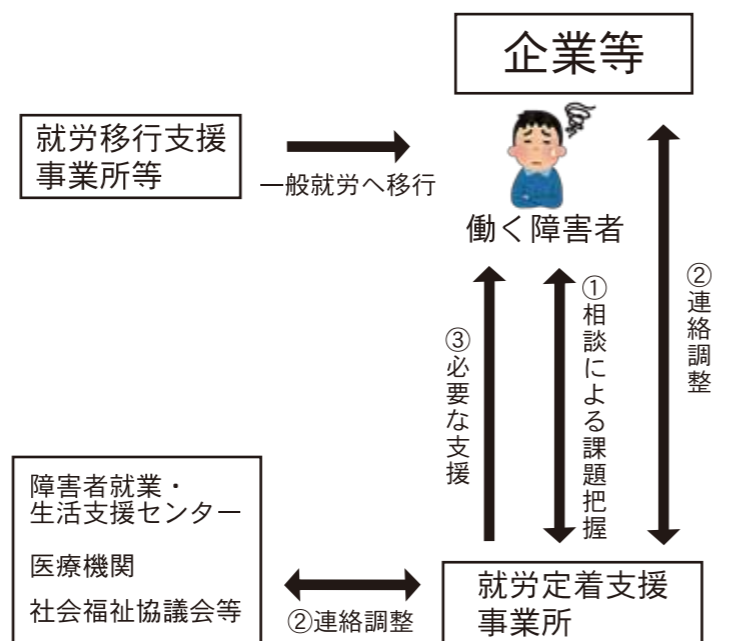 企業等
就労移行支援
事業所等
一般就労へ移行
働く障害者
①相談による課題把握
②連絡調整
③必要な支援
障害者就業・
生活支援センター
医療機関
社会福祉協議会等
②連絡調整
就労定着支援
事業所